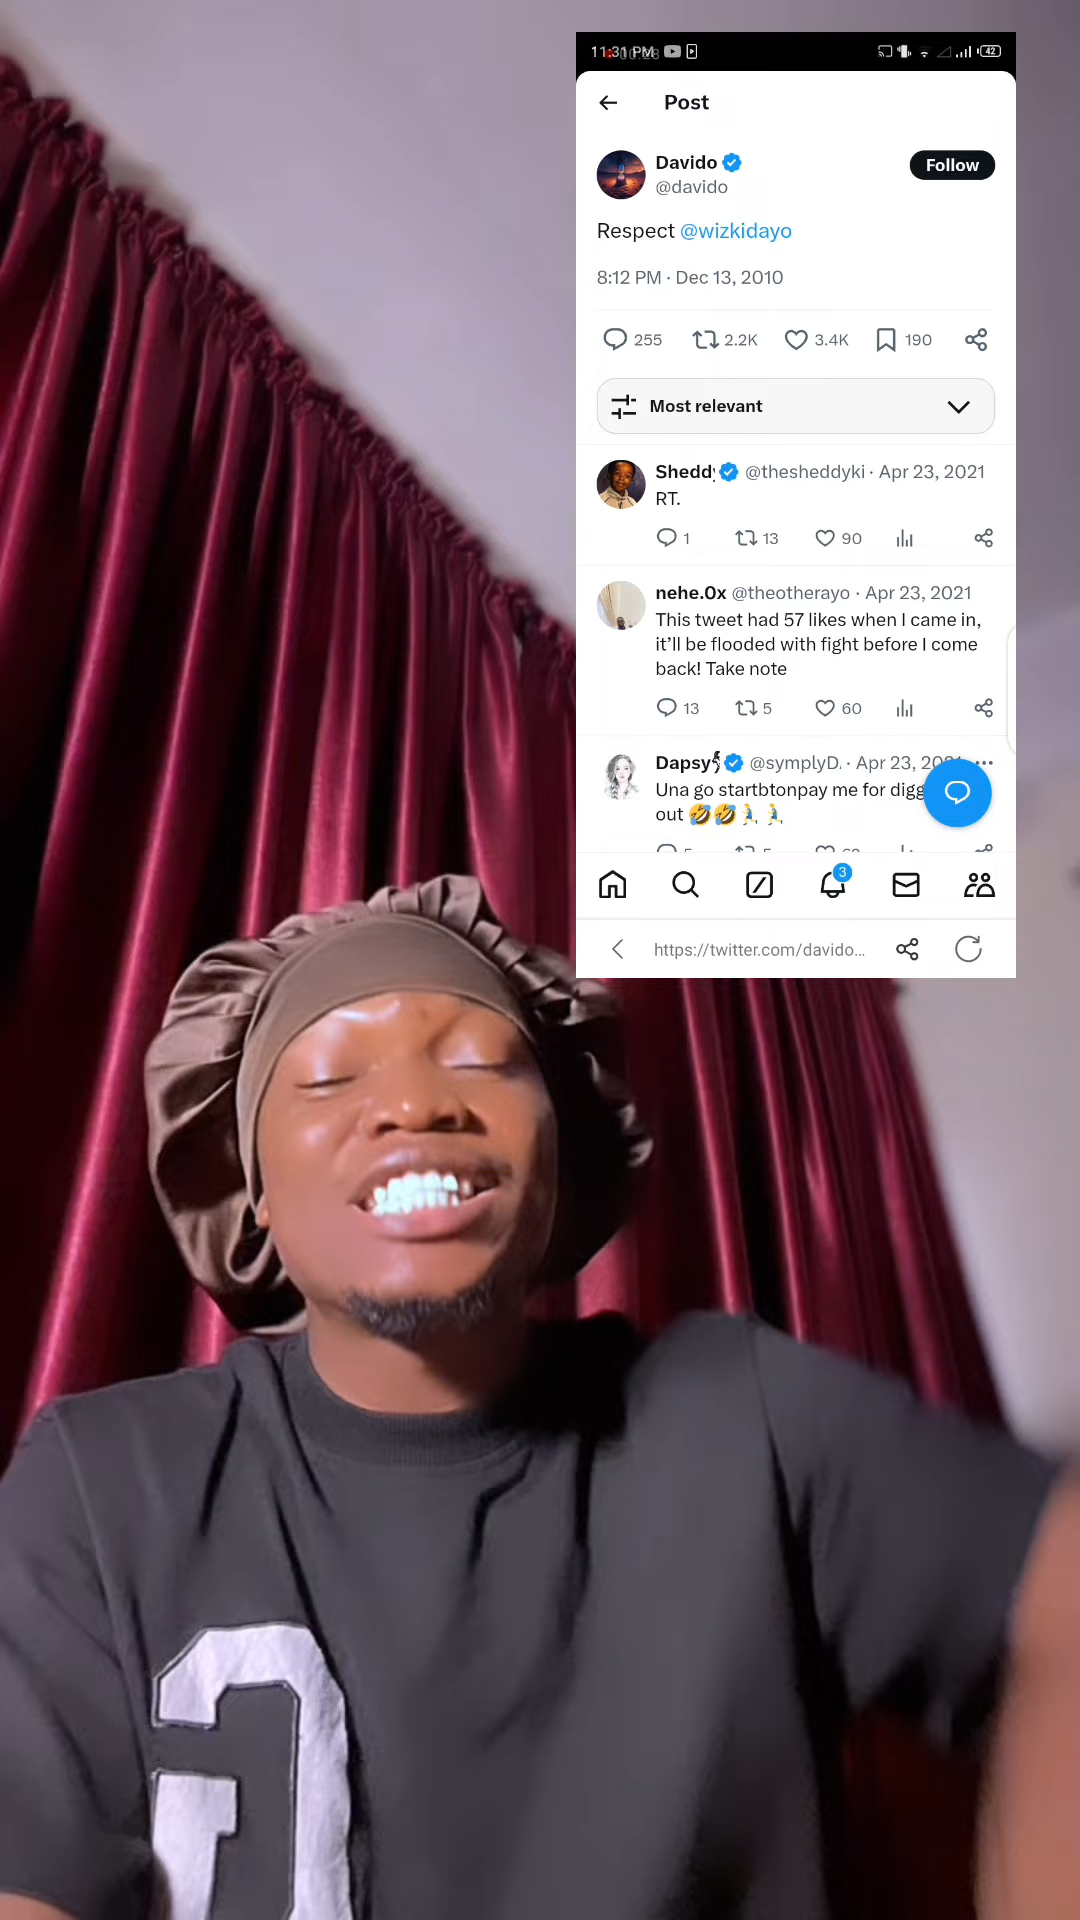 11:31 PM
42
Post
Davido
@davido
Follow
Respect @wizkidayo
8:12 PM · Dec 13, 2010
255 2.2K 3.4K 190
Most relevant
Sheddy @thesheddyki · Apr 23, 2021
RT.
1 13 90
nehe.0x @theotherayo · Apr 23, 2021
This tweet had 57 likes when I came in,
it'll be flooded with fight before I come
back! Take note
13 5 60
Dapsy @symplyD. · Apr 23,
Una go startbtonpay me for digg
out 🤣🤣🏃‍♂️🏃‍♂️
3
https://twitter.com/davido...